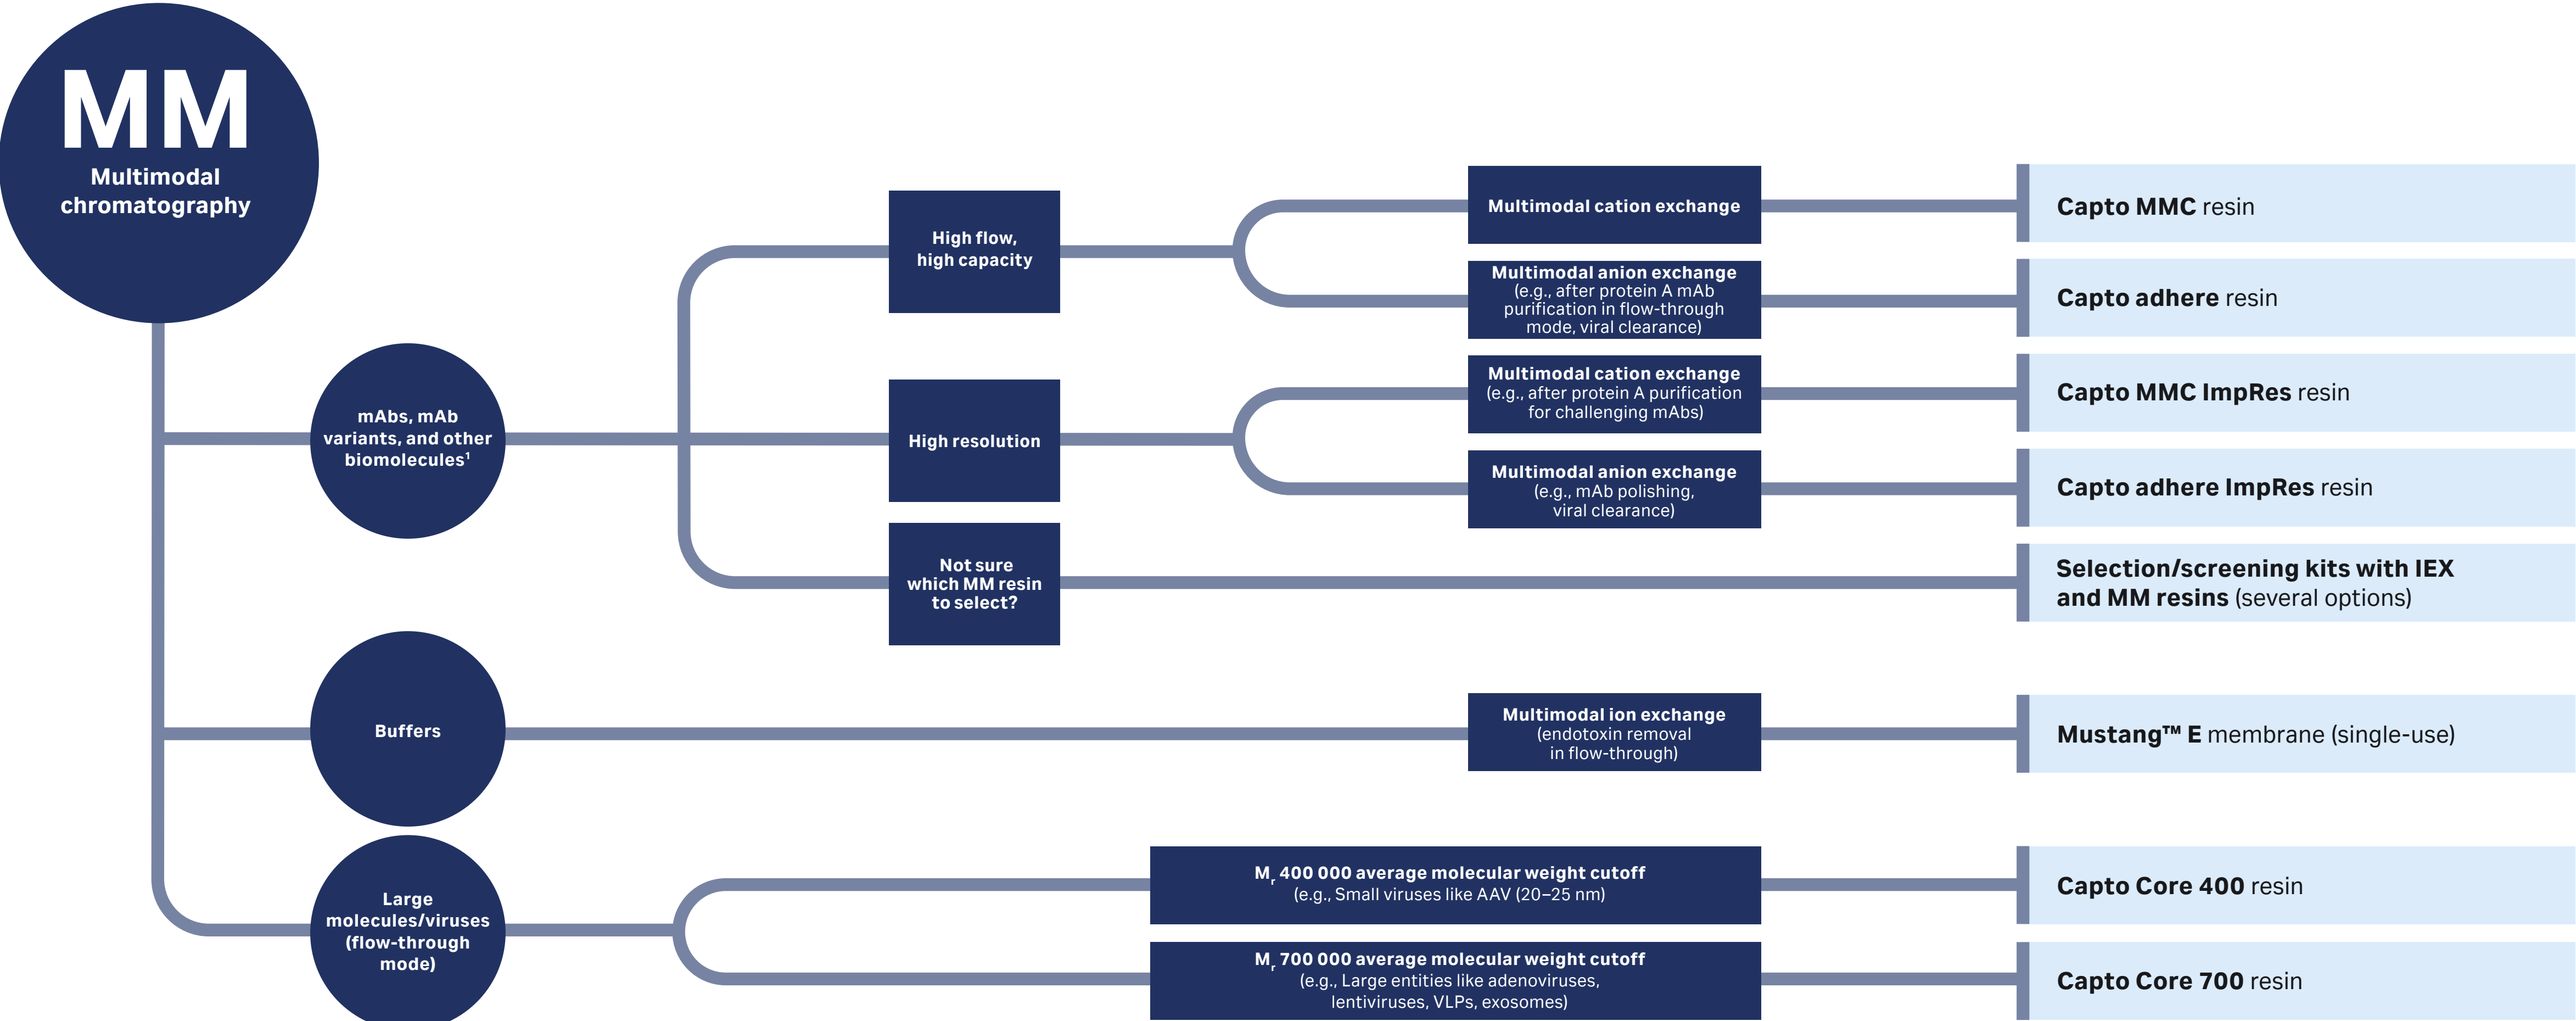 MM
Multimodal
chromatography
mAbs, mAb
variants, and other
biomolecules¹
High flow,
high capacity
Multimodal cation exchange
Capto MMC resin
Multimodal anion exchange
(e.g., after protein A mAb
purification in flow-through
mode, viral clearance)
Capto adhere resin
High resolution
Multimodal cation exchange
(e.g., after protein A purification
for challenging mAbs)
Capto MMC ImpRes resin
Multimodal anion exchange
(e.g., mAb polishing,
viral clearance)
Capto adhere ImpRes resin
Not sure
which MM resin
to select?
Selection/screening kits with IEX
and MM resins (several options)
Buffers
Multimodal ion exchange
(endotoxin removal
in flow-through)
Mustang™ E membrane (single-use)
Large
molecules/viruses
(flow-through
mode)
Mr 400 000 average molecular weight cutoff
(e.g., Small viruses like AAV (20–25 nm)
Capto Core 400 resin
Mr 700 000 average molecular weight cutoff
(e.g., Large entities like adenoviruses,
lentiviruses, VLPs, exosomes)
Capto Core 700 resin